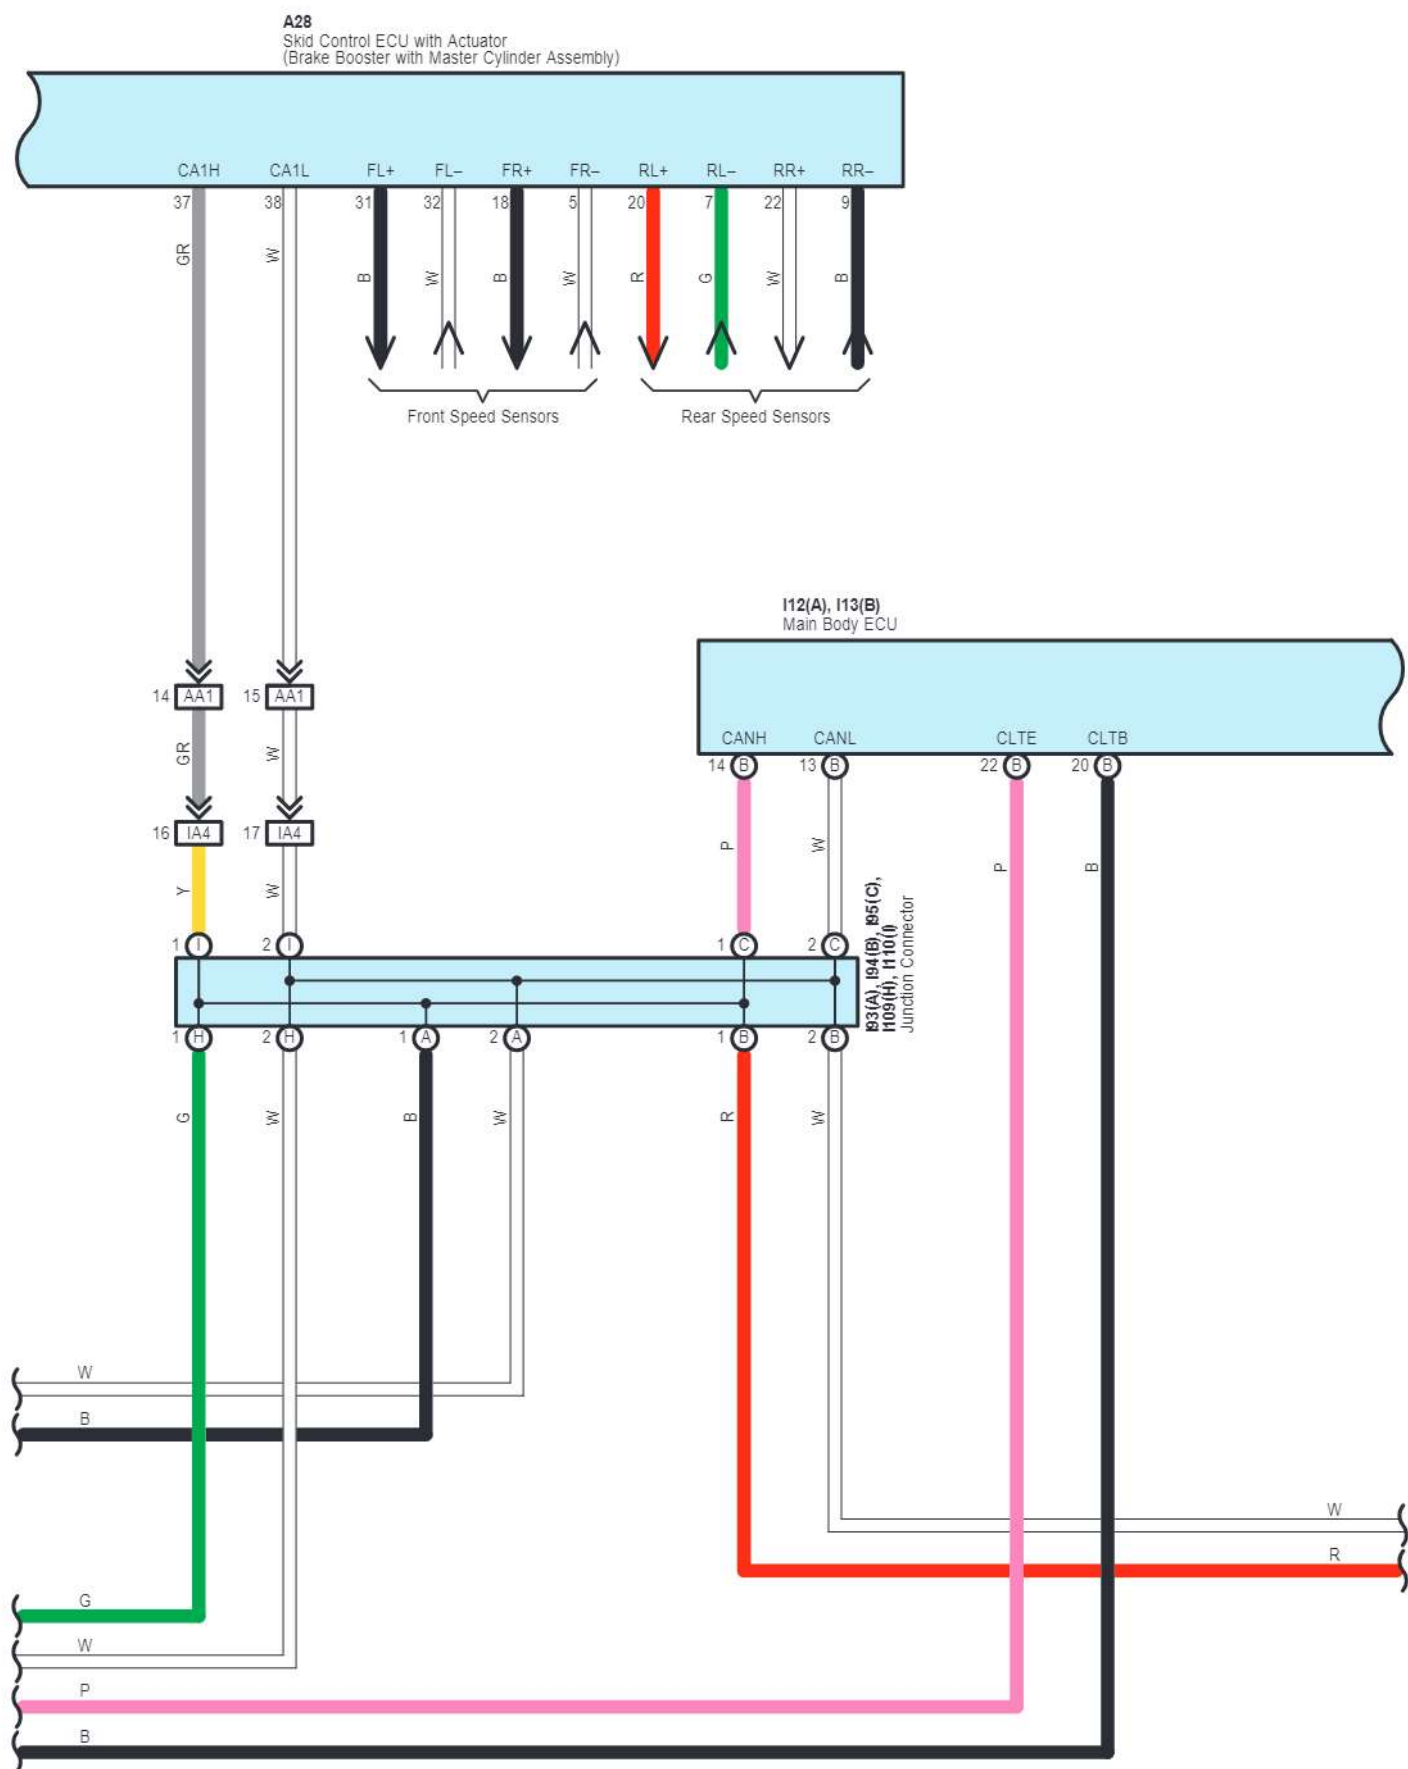 A28
Skid Control ECU with Actuator
(Brake Booster with Master Cylinder Assembly)
CA1H CA1L FL+ FL– FR+ FR– RL+ RL– RR+ RR–
37 38 31 32 18 5 20 7 22 9
GR W B W B W R G W B
Front Speed Sensors Rear Speed Sensors
I12(A), I13(B)
Main Body ECU
14 AA1 15 AA1
CANH CANL CLTE CLTB
14 B 13 B 22 B 20 B
GR W
16 IA4 17 IA4
P W P B
Y W
I93(A), I94(B), I95(C),
I109(H), I110(I)
Junction Connector
1 I 2 I 1 C 2 C
1 H 2 H 1 A 2 A 1 B 2 B
G W B W R W
W
B
W
R
G
W
P
B